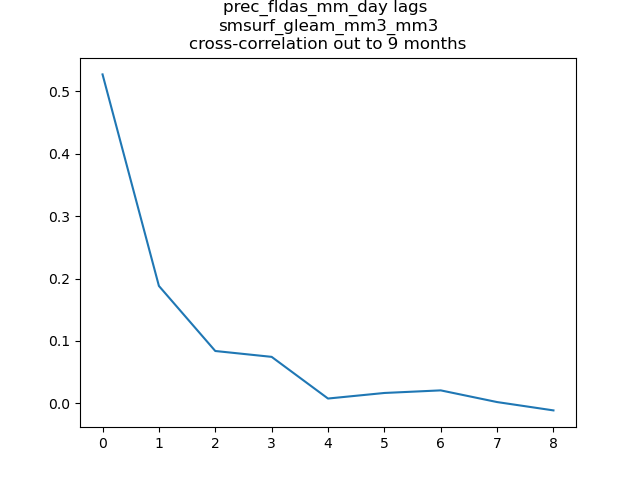 prec_fldas_mm_day lags
smsurf_gleam_mm3_mm3
cross-correlation out to 9 months
0.5
0.4
0.3
0.2
0.1
0.0
0 1 2 3 4 5 6 7 8